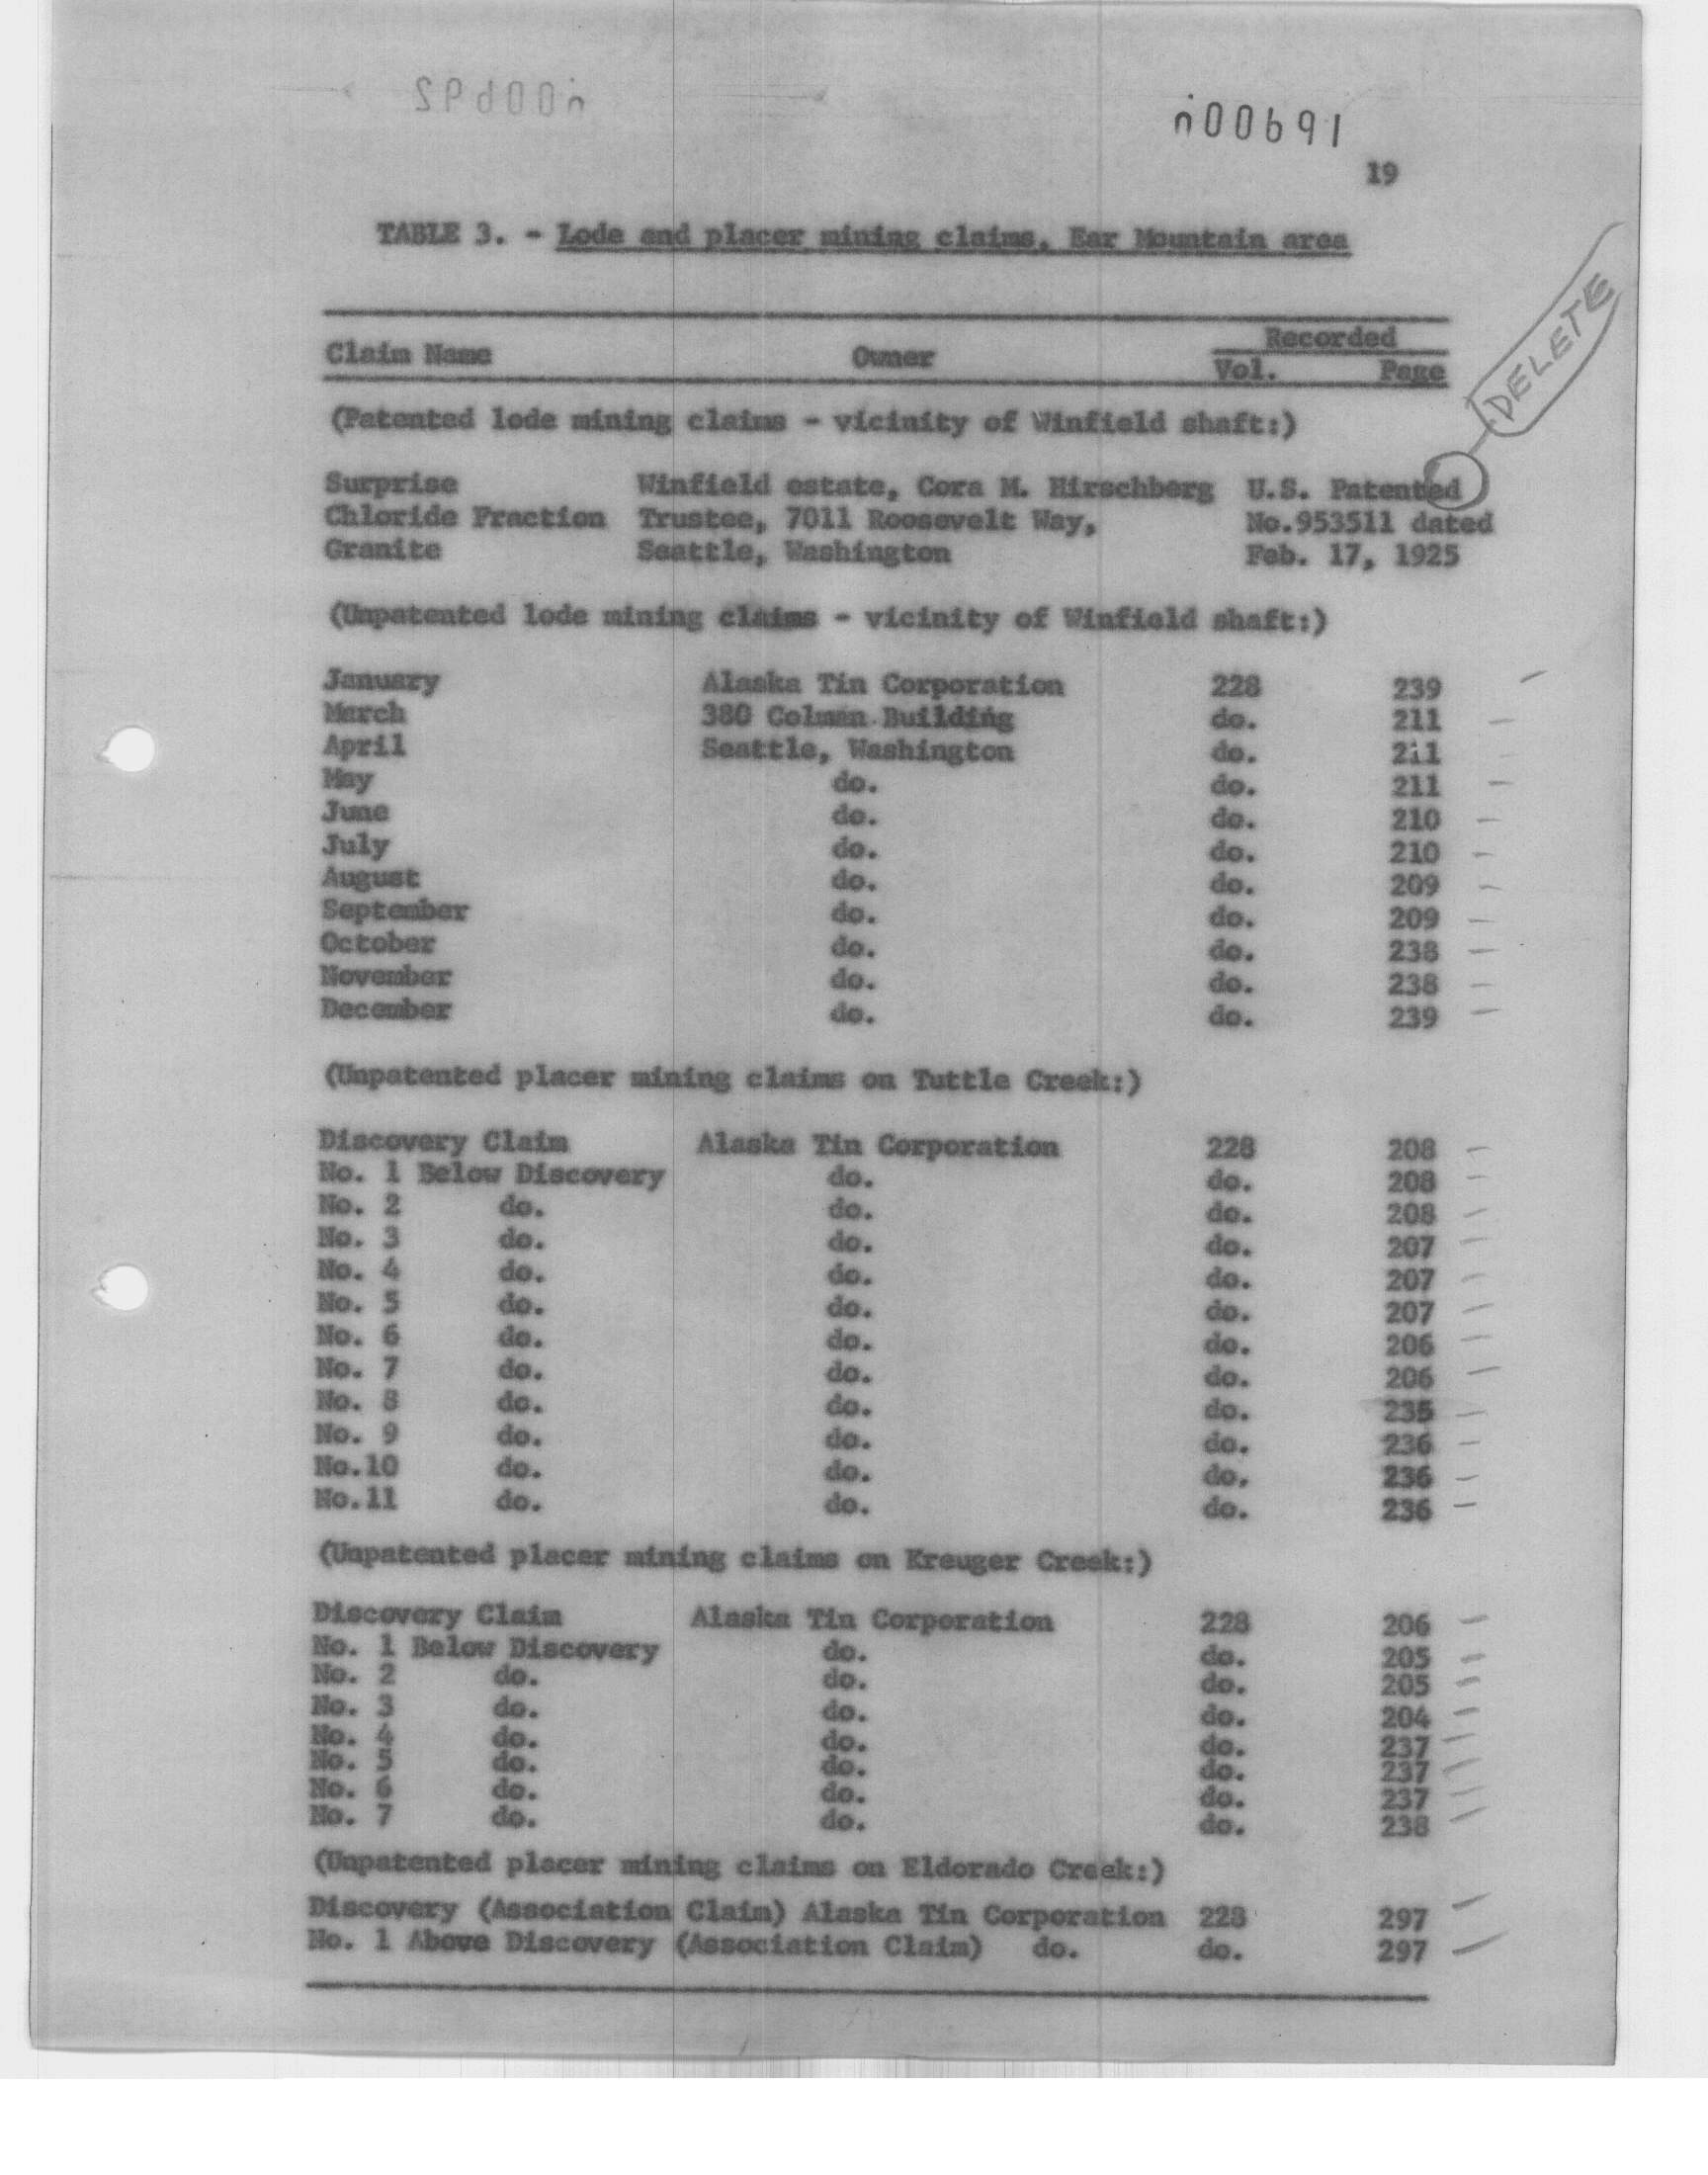 n00691
19
TABLE 3. - Lode and placer mining claims, Ear Mountain area
Recorded
Claim Name Owner Vol. Page
DELETE
(Patented lode mining claims - vicinity of Winfield shaft:)
Surprise Winfield estate, Cora M. Hirschberg U.S. Patented
Chloride Fraction Trustee, 7011 Roosevelt Way, No.953511 dated
Granite Seattle, Washington Feb. 17, 1925
(Unpatented lode mining claims - vicinity of Winfield shaft:)
January Alaska Tin Corporation 228 239
March 380 Colman Building do. 211
April Seattle, Washington do. 211
May do. do. 211
June do. do. 210
July do. do. 210
August do. do. 209
September do. do. 209
October do. do. 238
November do. do. 238
December do. do. 239
(Unpatented placer mining claims on Tuttle Creek:)
Discovery Claim Alaska Tin Corporation 228 208
No. 1 Below Discovery do. do. 208
No. 2 do. do. do. 208
No. 3 do. do. do. 207
No. 4 do. do. do. 207
No. 5 do. do. do. 207
No. 6 do. do. do. 206
No. 7 do. do. do. 206
No. 8 do. do. do. 235
No. 9 do. do. do. 236
No.10 do. do. do. 236
No.11 do. do. do. 236
(Unpatented placer mining claims on Kreuger Creek:)
Discovery Claim Alaska Tin Corporation 228 206
No. 1 Below Discovery do. do. 205
No. 2 do. do. do. 205
No. 3 do. do. do. 204
No. 4 do. do. do. 237
No. 5 do. do. do. 237
No. 6 do. do. do. 237
No. 7 do. do. do. 238
(Unpatented placer mining claims on Eldorado Creek:)
Discovery (Association Claim) Alaska Tin Corporation 228 297
No. 1 Above Discovery (Association Claim) do. do. 297